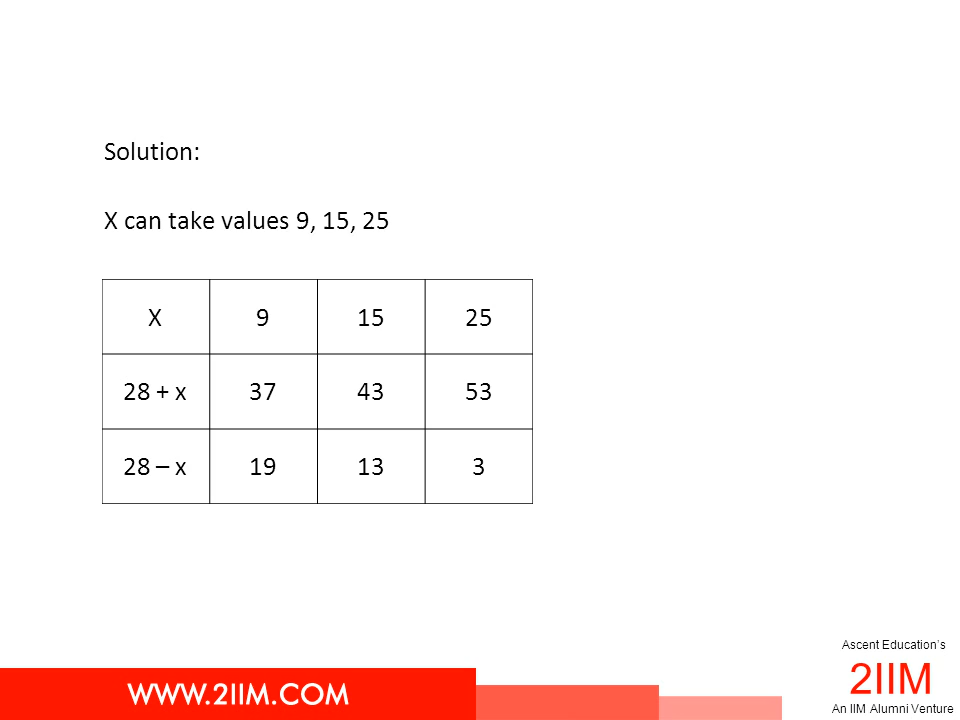 Solution:
X can take values 9, 15, 25
X 9 15 25
28 + x 37 43 53
28 – x 19 13 3
Ascent Education's
2IIM
An IIM Alumni Venture
WWW.2IIM.COM